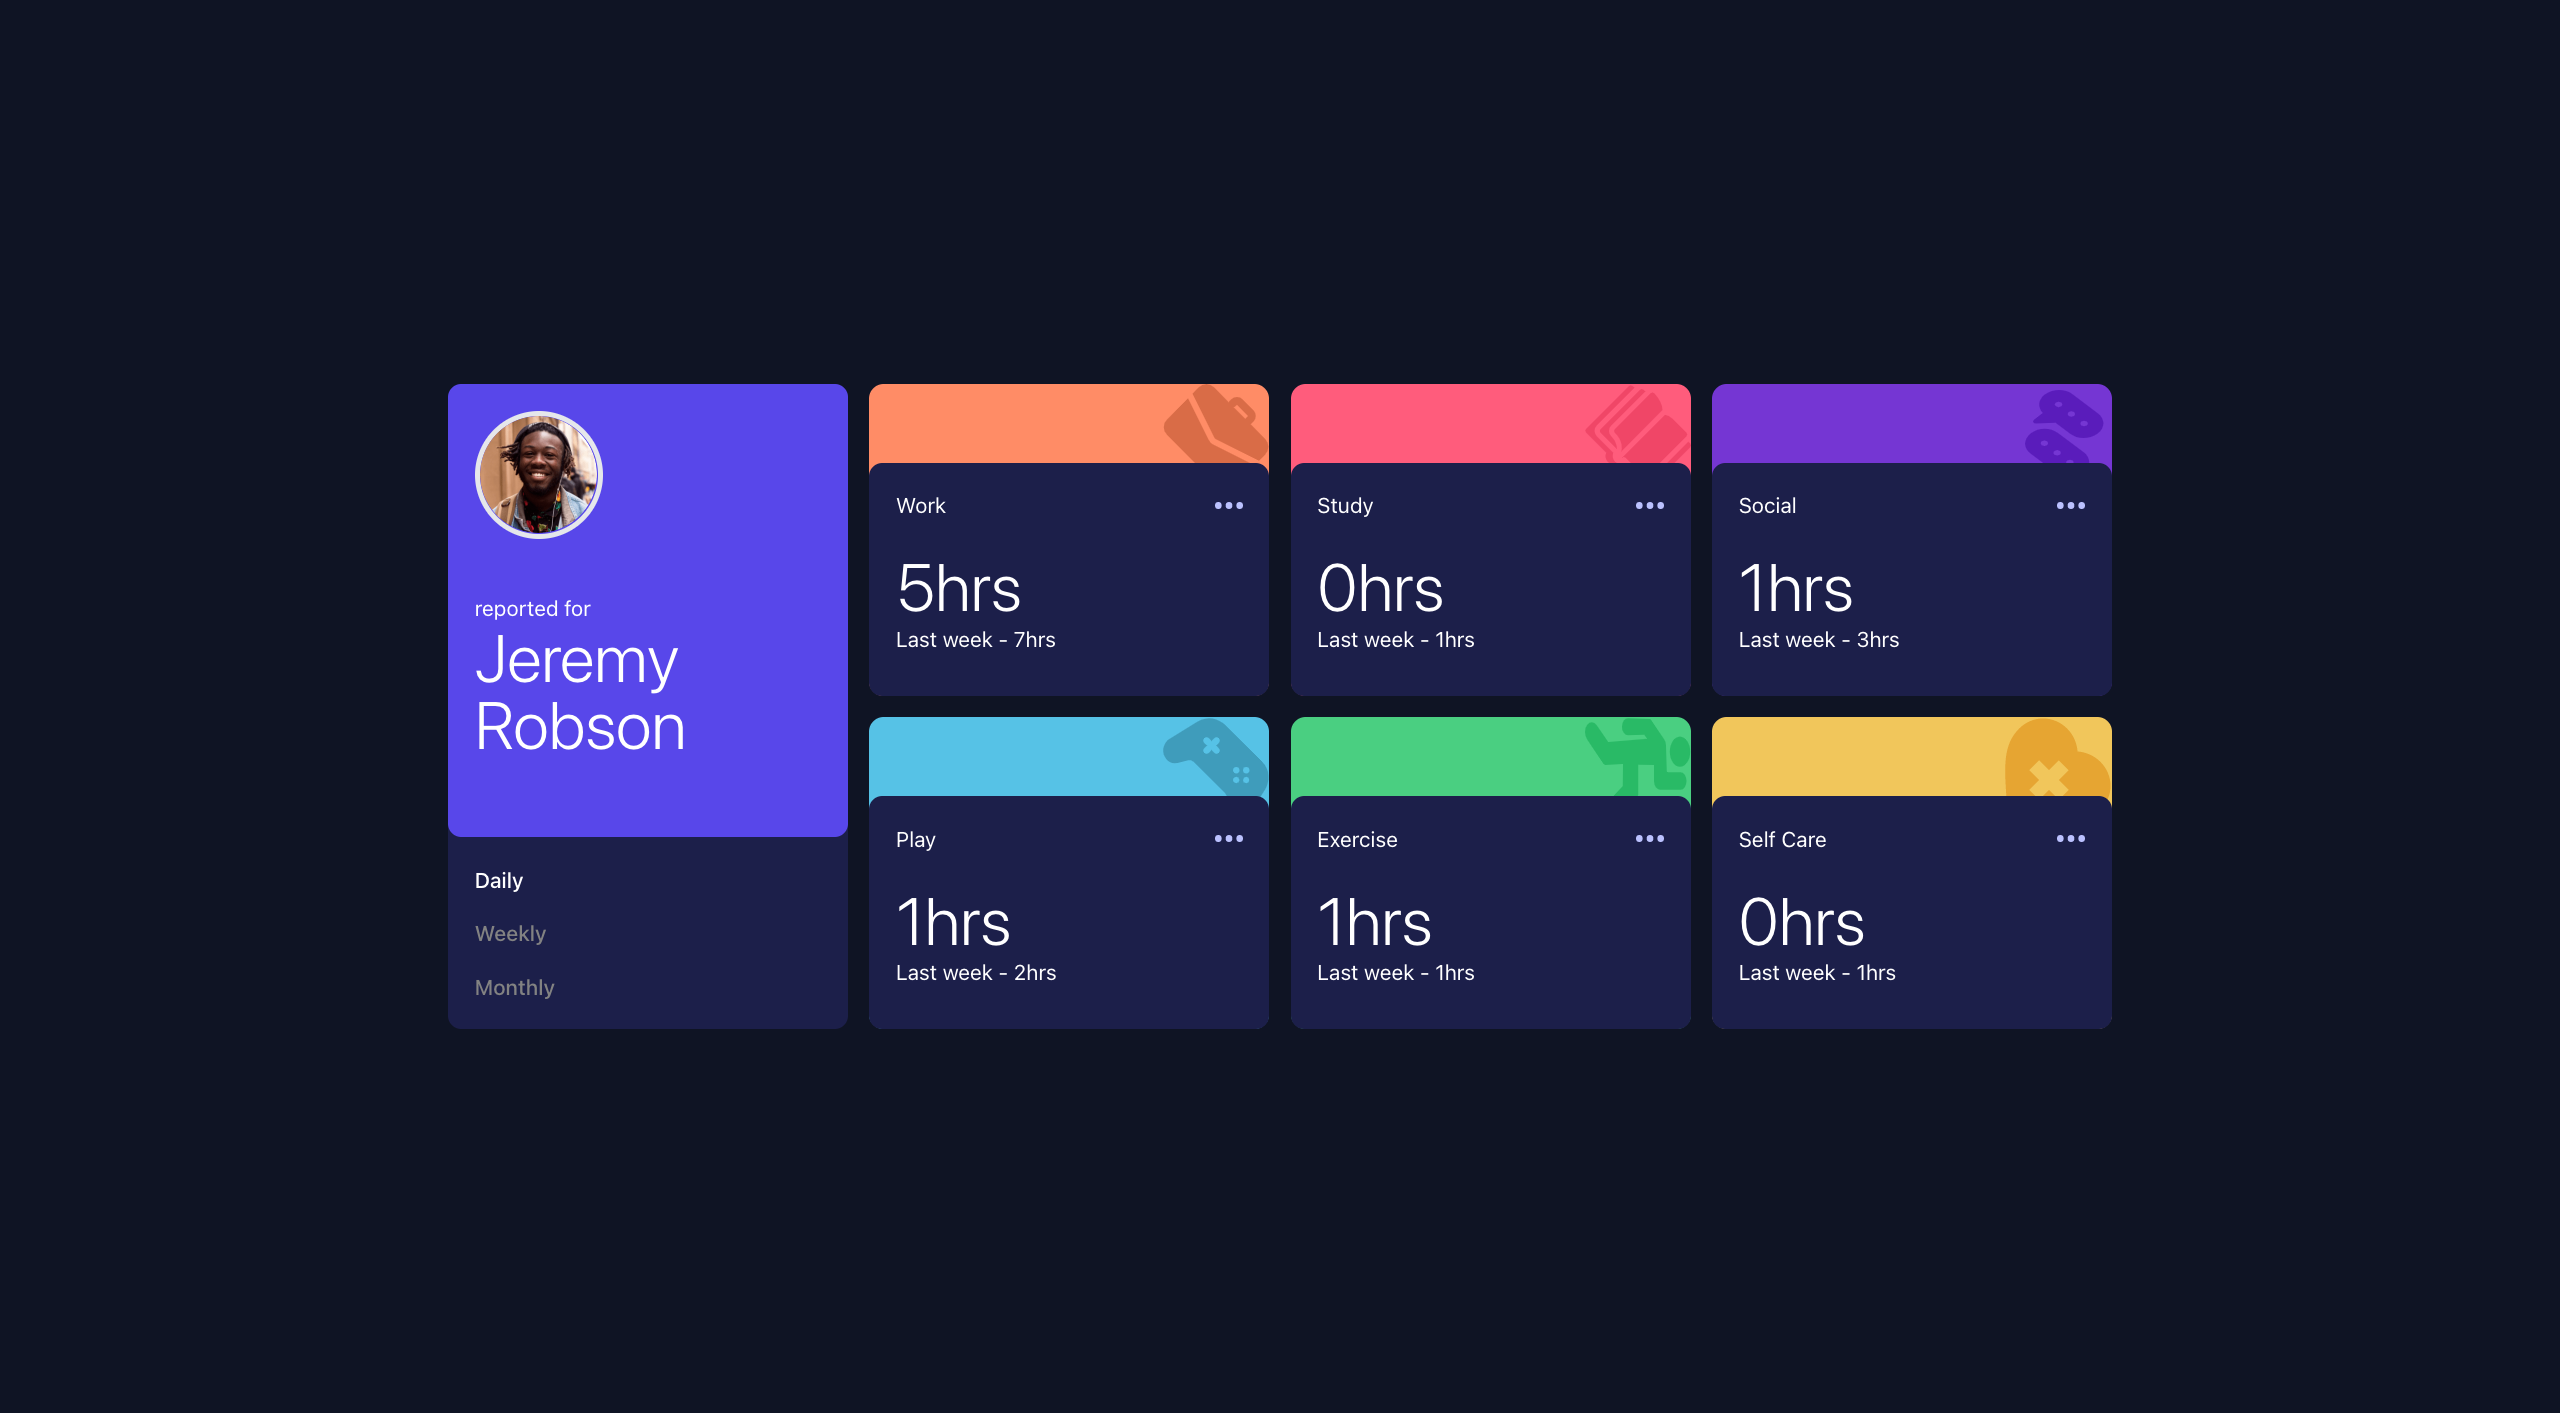 reported for
Jeremy
Robson
Daily
Weekly
Monthly
Work
5hrs
Last week - 7hrs
Study
0hrs
Last week - 1hrs
Social
1hrs
Last week - 3hrs
Play
1hrs
Last week - 2hrs
Exercise
1hrs
Last week - 1hrs
Self Care
0hrs
Last week - 1hrs